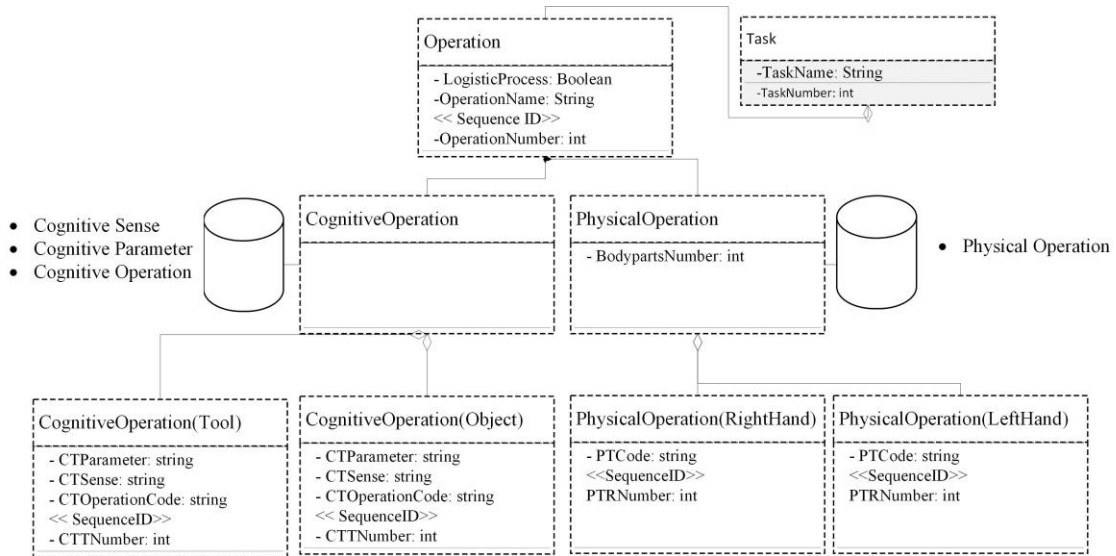 Operation
- LogisticProcess: Boolean
-OperationName: String
<< Sequence ID>>
-OperationNumber: int
Task
-TaskName: String
-TaskNumber: int
• Cognitive Sense
• Cognitive Parameter
• Cognitive Operation
CognitiveOperation
PhysicalOperation
- BodypartsNumber: int
• Physical Operation
CognitiveOperation(Tool)
- CTParameter: string
- CTSense: string
- CTOperationCode: string
<< SequenceID>>
- CTTNumber: int
CognitiveOperation(Object)
- CTParameter: string
- CTSense: string
- CTOperationCode: string
<< SequenceID>>
- CTTNumber: int
PhysicalOperation(RightHand)
- PTCode: string
<<SequenceID>>
PTRNumber: int
PhysicalOperation(LeftHand)
- PTCode: string
<<SequenceID>>
PTRNumber: int